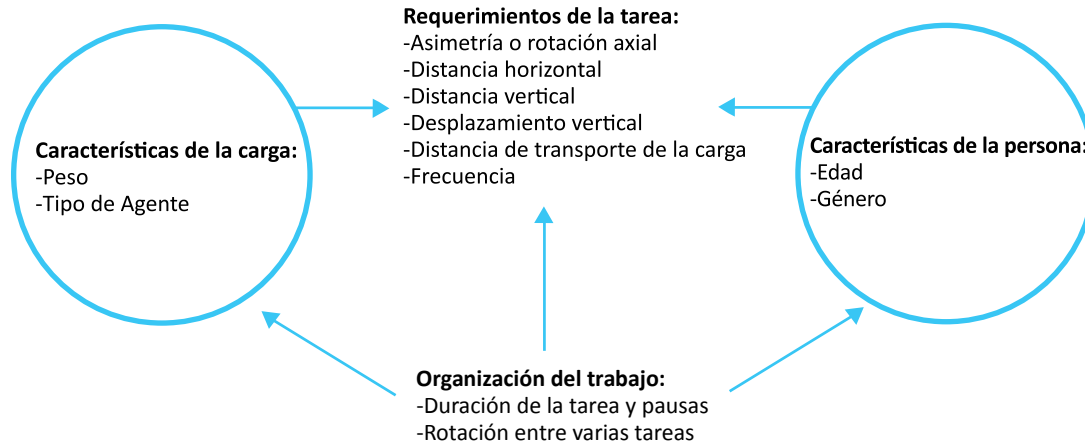 Requerimientos de la tarea:
-Asimetría o rotación axial
-Distancia horizontal
-Distancia vertical
-Desplazamiento vertical
-Distancia de transporte de la carga
-Frecuencia
Característificas de la carga:
-Peso
-Tipo de Agente
Característificas de la persona:
-Edad
-Género
Organización del trabajo:
-Duración de la tarea y pausas
-Rotación entre varias tareas